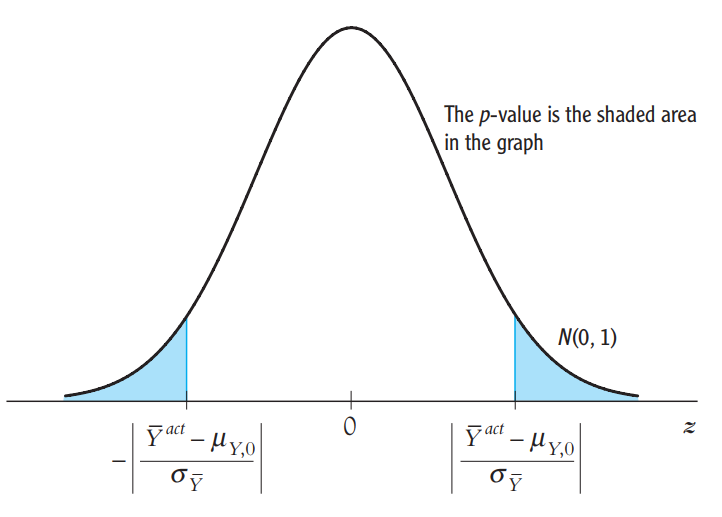 The p-value is the shaded area
in the graph
N(0, 1)
0
z
−|(Ȳ^act − μ_Y,0)/σ_Ȳ|
|(Ȳ^act − μ_Y,0)/σ_Ȳ|